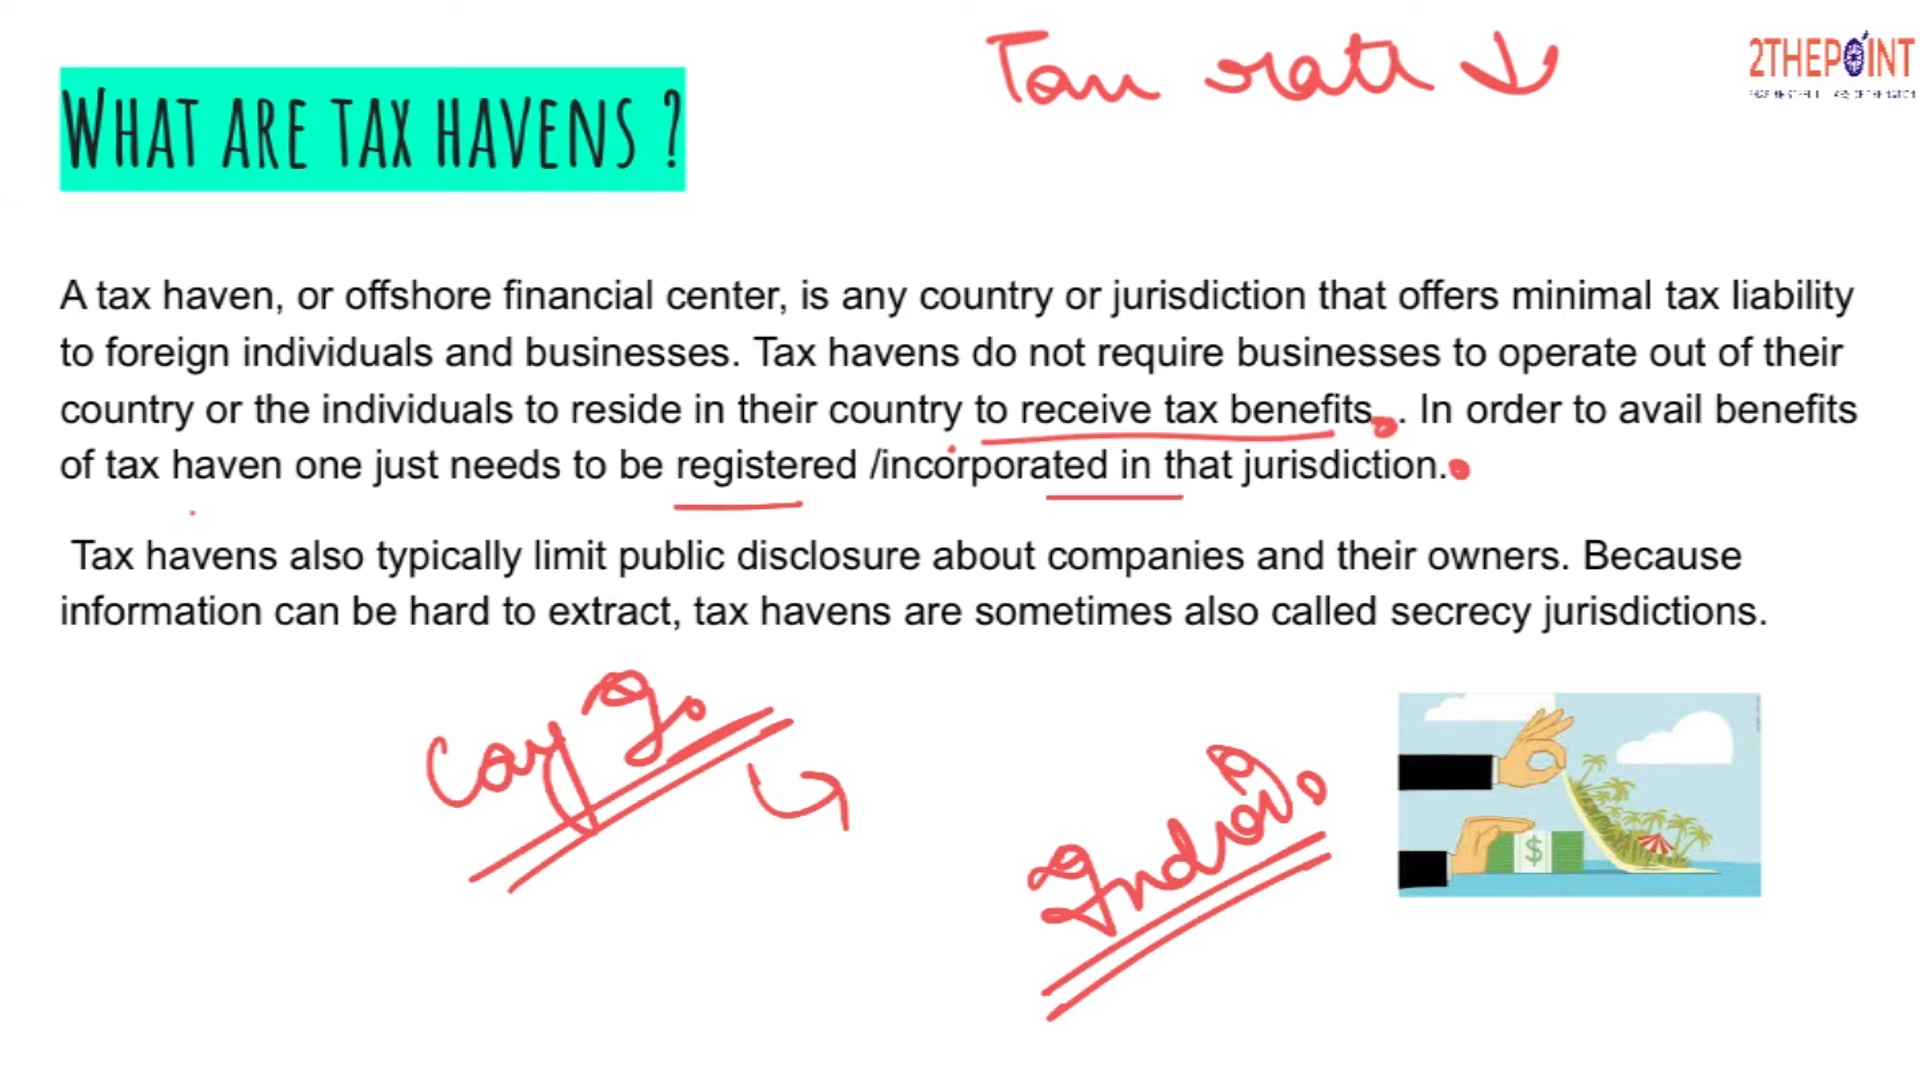 Tax rate ↓
2THEPOINT
WHAT ARE TAX HAVENS ?
A tax haven, or offshore financial center, is any country or jurisdiction that offers minimal tax liability
to foreign individuals and businesses. Tax havens do not require businesses to operate out of their
country or the individuals to reside in their country to receive tax benefits. . In order to avail benefits
of tax haven one just needs to be registered /incorporated in that jurisdiction.
Tax havens also typically limit public disclosure about companies and their owners. Because
information can be hard to extract, tax havens are sometimes also called secrecy jurisdictions.
Cay I.
India.
$